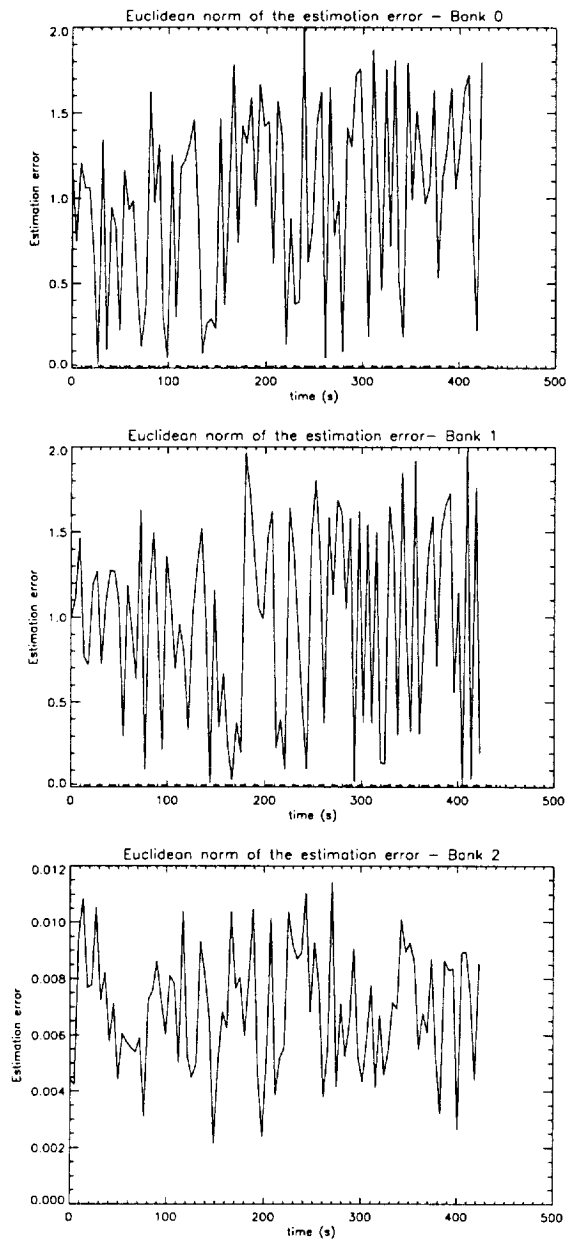 Euclidean norm of the estimation error – Bank 0
2.0
1.5
1.0
0.5
0.0
Estimation error
0 100 200 300 400 500
time (s)
Euclidean norm of the estimation error– Bank 1
2.0
1.5
1.0
0.5
0.0
Estimation error
0 100 200 300 400 500
time (s)
Euclidean norm of the estimation error – Bank 2
0.012
0.010
0.008
0.006
0.004
0.002
0.000
Estimation error
0 100 200 300 400 500
time (s)